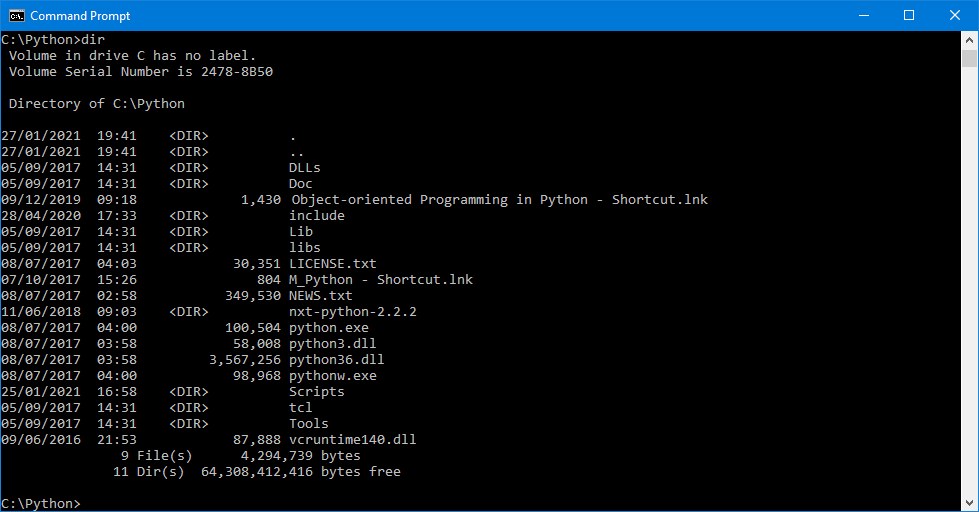 Command Prompt
C:\Python>dir
 Volume in drive C has no label.
 Volume Serial Number is 2478-8B50

 Directory of C:\Python

27/01/2021  19:41    <DIR>          .
27/01/2021  19:41    <DIR>          ..
05/09/2017  14:31    <DIR>          DLLs
05/09/2017  14:31    <DIR>          Doc
09/12/2019  09:18             1,430 Object-oriented Programming in Python - Shortcut.lnk
28/04/2020  17:33    <DIR>          include
05/09/2017  14:31    <DIR>          Lib
05/09/2017  14:31    <DIR>          libs
08/07/2017  04:03            30,351 LICENSE.txt
07/10/2017  15:26               804 M_Python - Shortcut.lnk
08/07/2017  02:58           349,530 NEWS.txt
11/06/2018  09:03    <DIR>          nxt-python-2.2.2
08/07/2017  04:00           100,504 python.exe
08/07/2017  03:58            58,008 python3.dll
08/07/2017  03:58         3,567,256 python36.dll
08/07/2017  04:00            98,968 pythonw.exe
25/01/2021  16:58    <DIR>          Scripts
05/09/2017  14:31    <DIR>          tcl
05/09/2017  14:31    <DIR>          Tools
09/06/2016  21:53            87,888 vcruntime140.dll
               9 File(s)      4,294,739 bytes
              11 Dir(s)  64,308,412,416 bytes free

C:\Python>